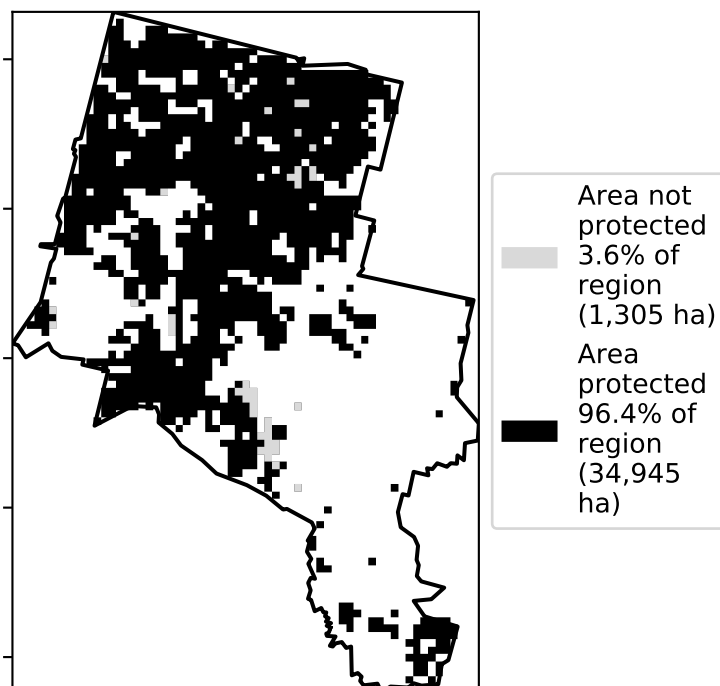 Area not
protected
3.6% of
region
(1,305 ha)
Area
protected
96.4% of
region
(34,945
ha)